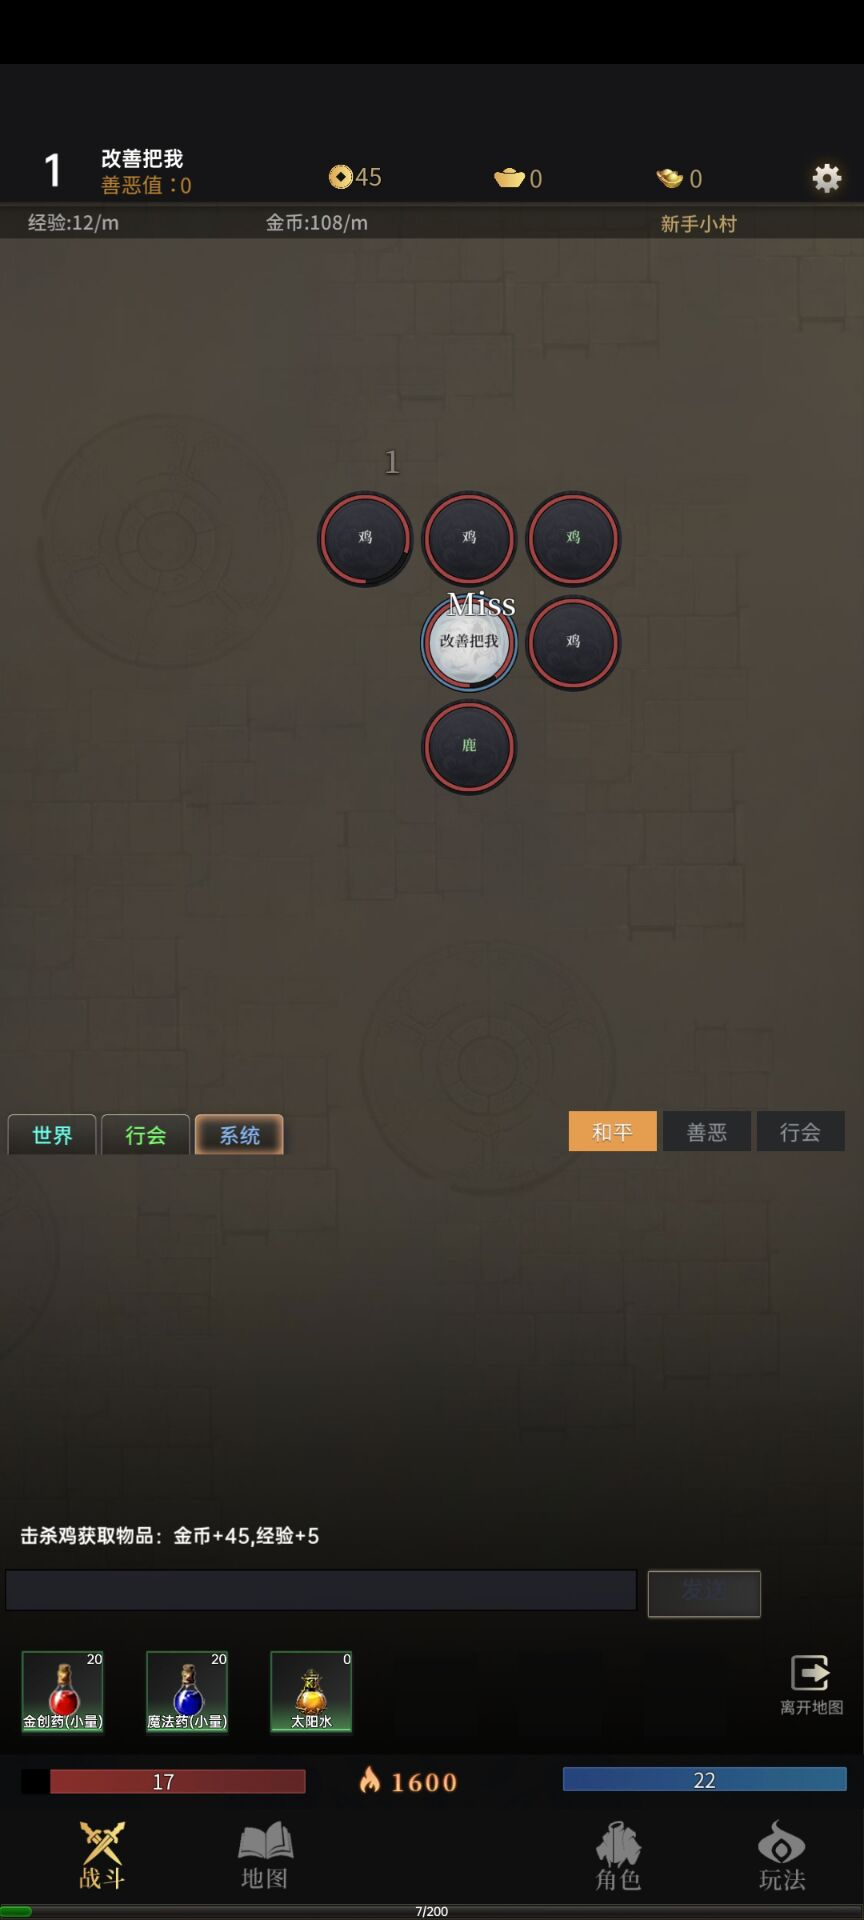 1
改善把我
善恶值：0
45
0
0
经验:12/m
金币:108/m
新手小村
1
鸡
鸡
鸡
Miss
改善把我
鸡
鹿
世界
行会
系统
和平
善恶
行会
击杀鸡获取物品：金币+45,经验+5
发送
20
20
0
金创药(小量)
魔法药(小量)
太阳水
离开地图
17
1600
22
战斗
地图
角色
玩法
7/200